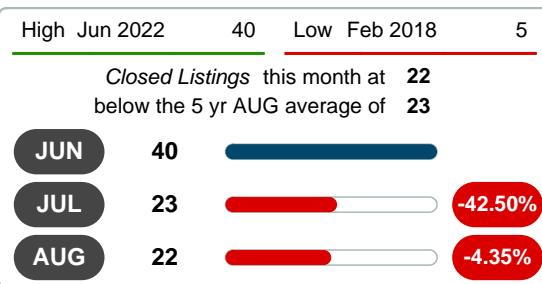 High Jun 2022 40 Low Feb 2018 5
Closed Listings this month at 22
below the 5 yr AUG average of 23
JUN 40
JUL 23 -42.50%
AUG 22 -4.35%